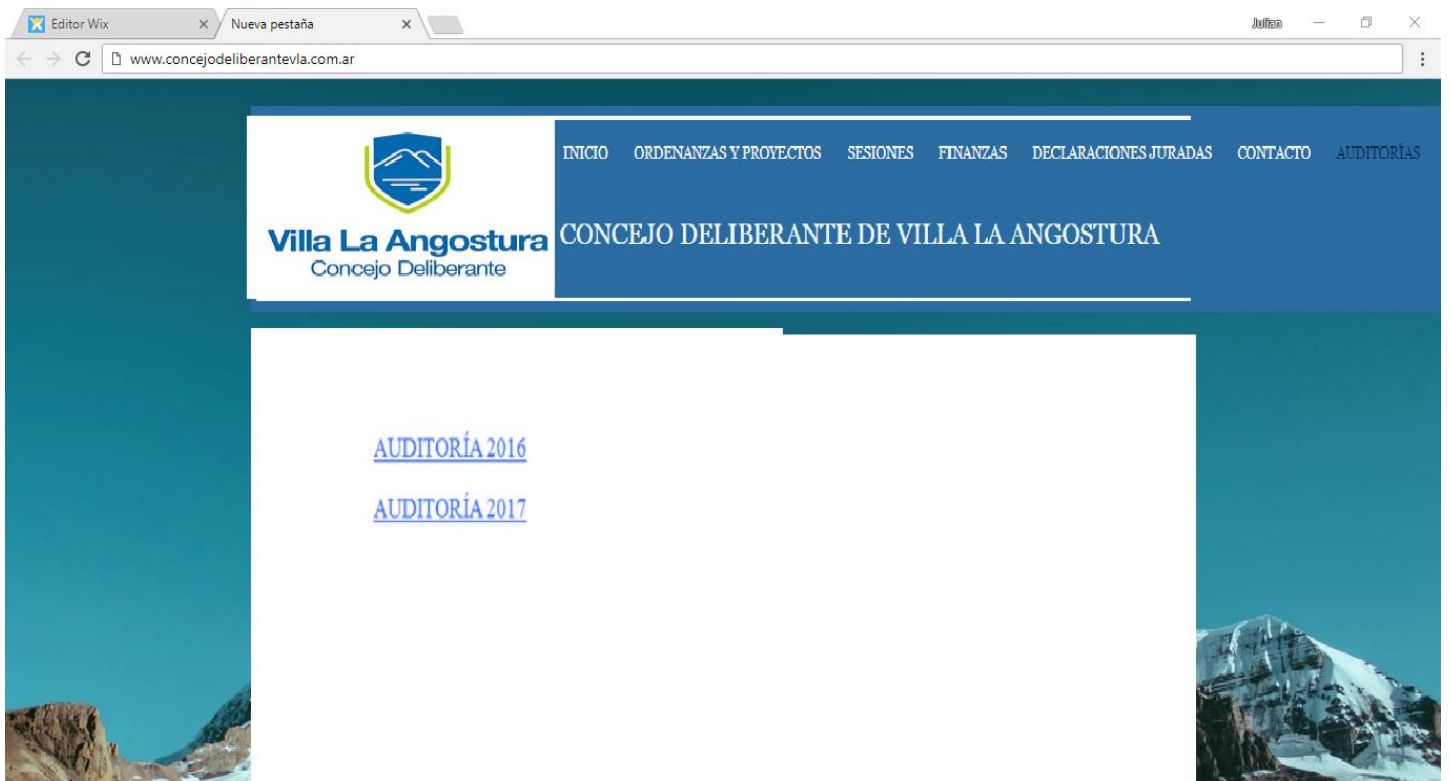 Editor Wix
Nueva pestaña
Julian
www.concejodeliberantevla.com.ar
INICIO ORDENANZAS Y PROYECTOS SESIONES FINANZAS DECLARACIONES JURADAS CONTACTO AUDITORÍAS
Villa La Angostura
Concejo Deliberante
CONCEJO DELIBERANTE DE VILLA LA ANGOSTURA
AUDITORÍA 2016
AUDITORÍA 2017